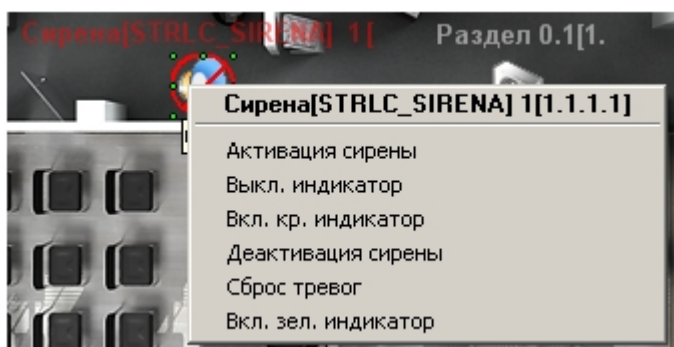 Сирена[STRLC_SIRENA] 1[
Раздел 0.1[1.
Сирена[STRLC_SIRENA] 1[1.1.1.1]
Активация сирены
Выкл. индикатор
Вкл. кр. индикатор
Деактивация сирены
Сброс тревог
Вкл. зел. индикатор